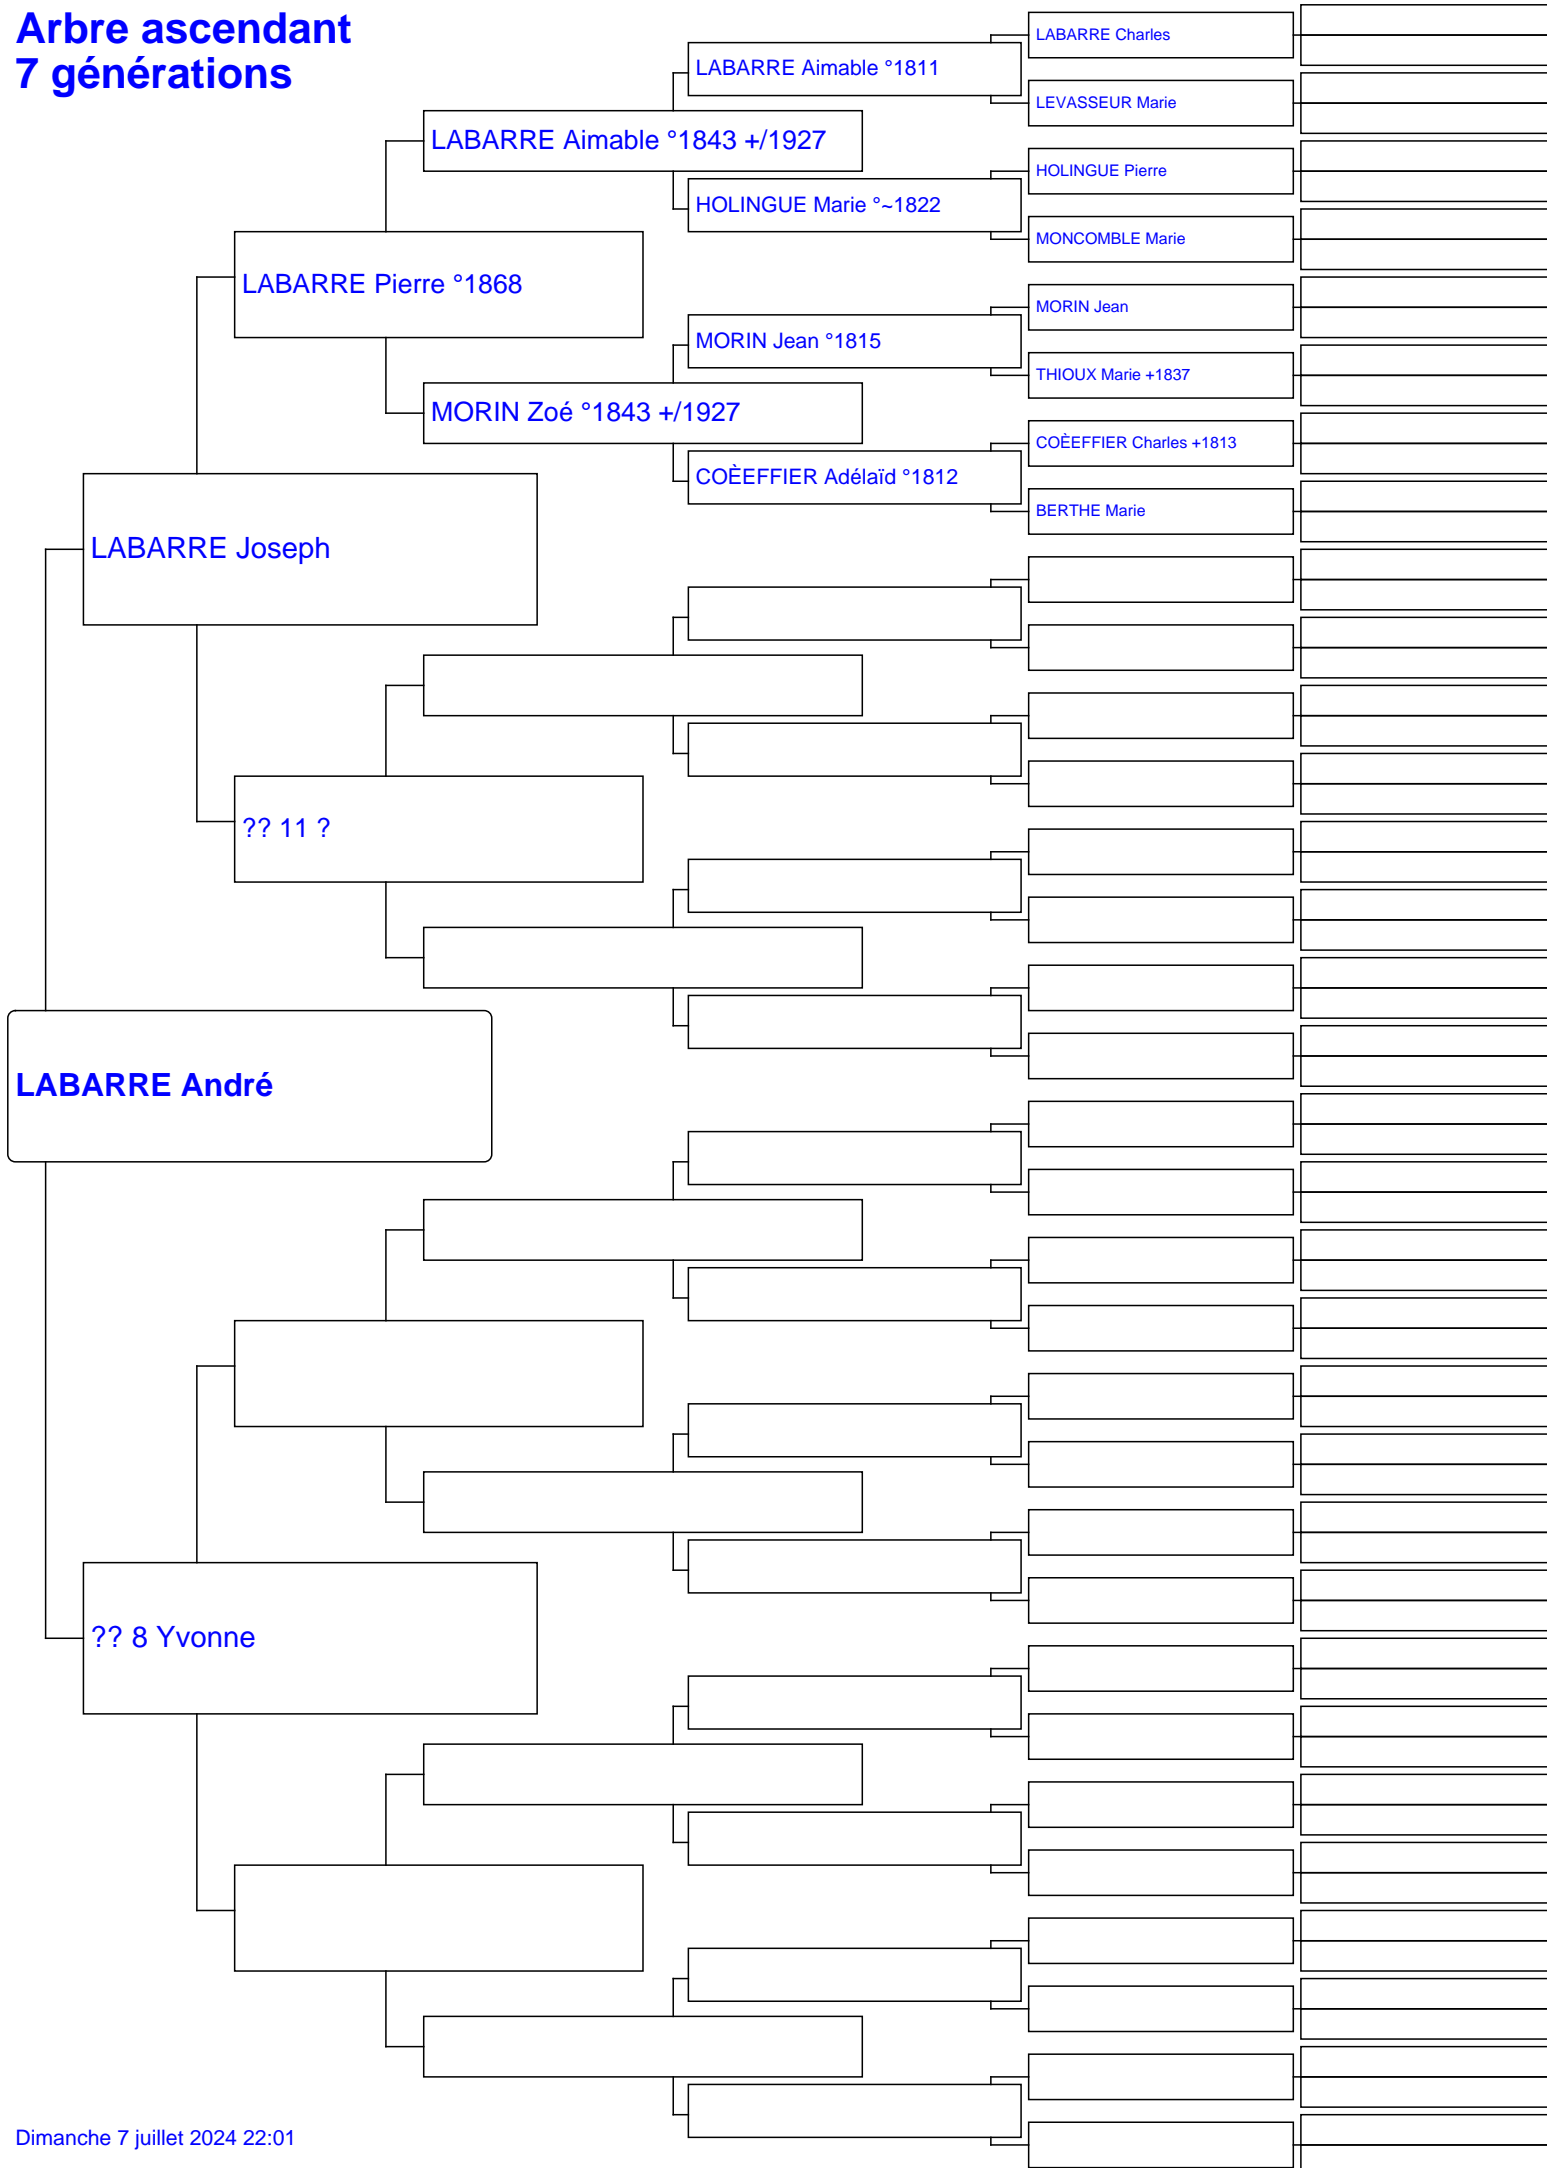 Arbre ascendant
7 générations
LABARRE Charles
LABARRE Aimable °1811
LEVASSEUR Marie
LABARRE Aimable °1843 +/1927
HOLINGUE Pierre
HOLINGUE Marie °~1822
MONCOMBLE Marie
LABARRE Pierre °1868
MORIN Jean
MORIN Jean °1815
THIOUX Marie +1837
MORIN Zoé °1843 +/1927
COÈEFFIER Charles +1813
COÈEFFIER Adélaïd °1812
BERTHE Marie
LABARRE Joseph
?? 11 ?
LABARRE André
?? 8 Yvonne
Dimanche 7 juillet 2024 22:01